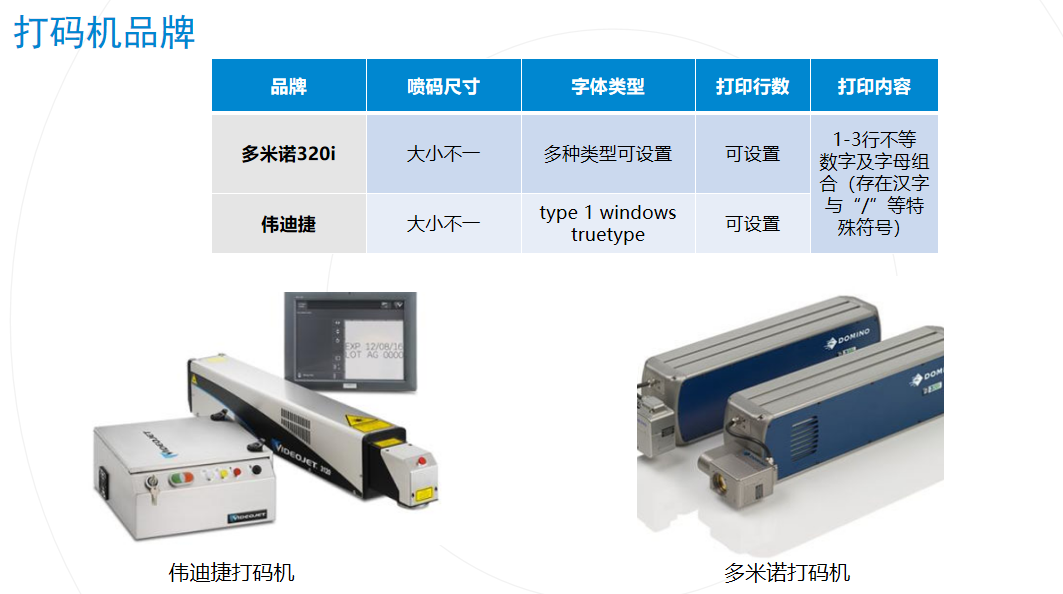 打码机品牌
品牌
喷码尺寸
字体类型
打印行数
打印内容
多米诺320i
大小不一
多种类型可设置
可设置
1-3行不等
数字及字母组
合（存在汉字
与“/”等特
殊符号）
伟迪捷
大小不一
type 1 windows
truetype
可设置
EXP 12/08/16
LOT AG 0000
VIDEOJET
VIDEOJET 3120
VIDEOJET
DOMINO
伟迪捷打码机
多米诺打码机